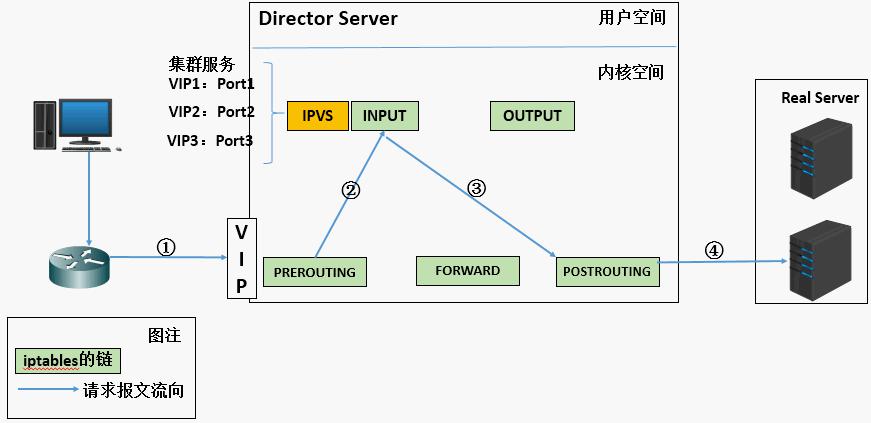 Director Server
用户空间
集群服务
VIP1：Port1
VIP2：Port2
VIP3：Port3
内核空间
IPVS
INPUT
OUTPUT
Real Server
②
③
①
④
V
I
P
PREROUTING
FORWARD
POSTROUTING
图注
iptables的链
请求报文流向